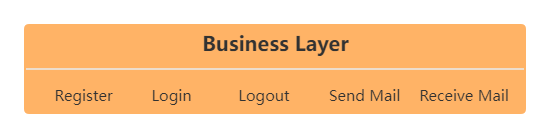 Business Layer
Register Login Logout Send Mail Receive Mail